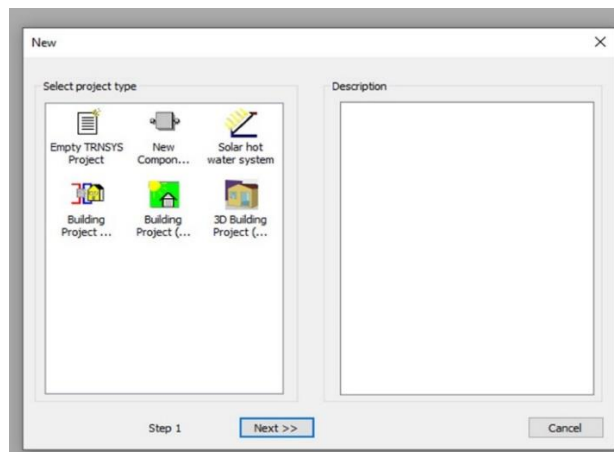 New
Select project type
Empty TRNSYS
Project
New
Compon...
Solar hot
water system
Building
Project ...
Building
Project (...
3D Building
Project (...
Description
Step 1
Next >>
Cancel